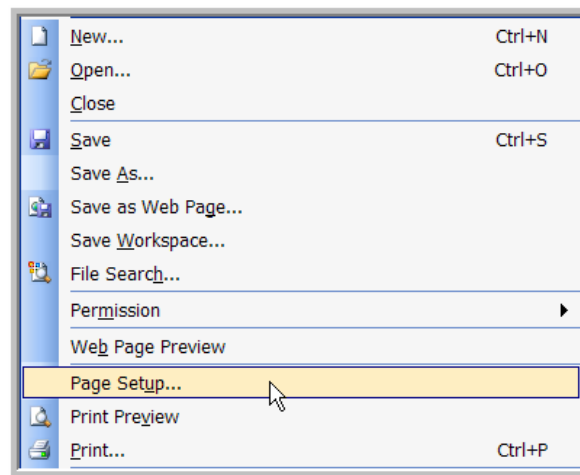 New... Ctrl+N
Open... Ctrl+O
Close
Save Ctrl+S
Save As...
Save as Web Page...
Save Workspace...
File Search...
Permission
Web Page Preview
Page Setup...
Print Preview
Print... Ctrl+P